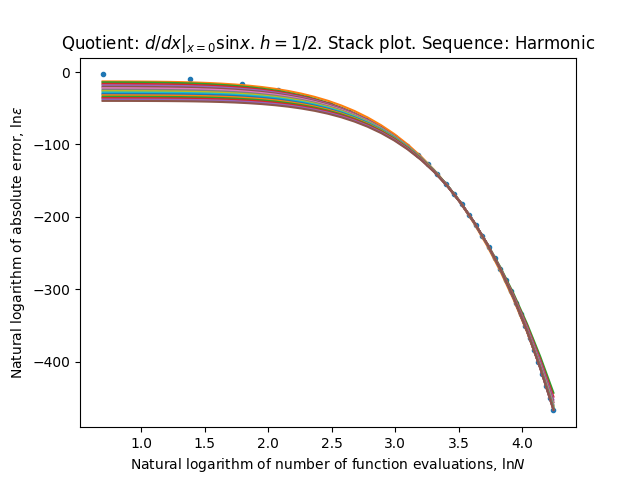 Quotient: d/dx|ₓ₌₀sinx. h = 1/2. Stack plot. Sequence: Harmonic
0
−100
−200
−300
−400
Natural logarithm of absolute error, lnε
1.0 1.5 2.0 2.5 3.0 3.5 4.0
Natural logarithm of number of function evaluations, lnN